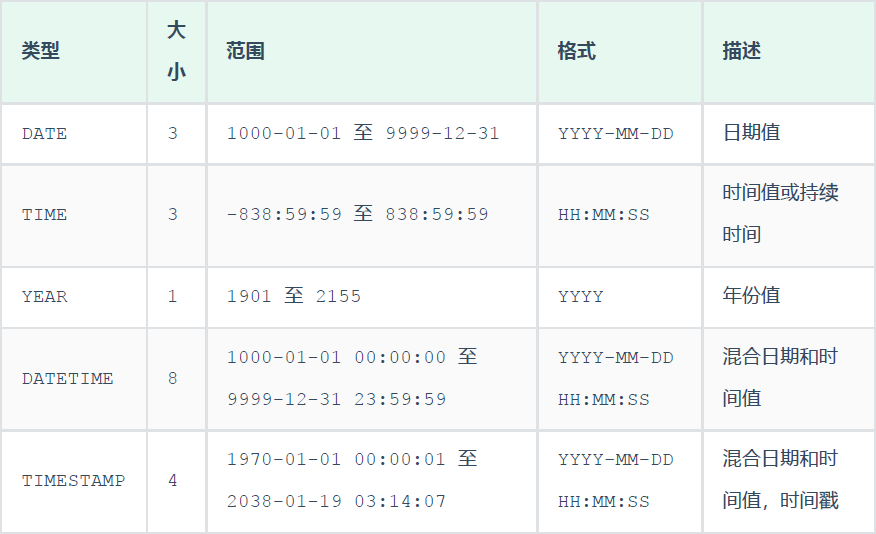 类型 大小 范围 格式 描述
DATE 3 1000-01-01 至 9999-12-31 YYYY-MM-DD 日期值
TIME 3 -838:59:59 至 838:59:59 HH:MM:SS 时间值或持续
时间
YEAR 1 1901 至 2155 YYYY 年份值
DATETIME 8 1000-01-01 00:00:00 至 YYYY-MM-DD 混合日期和时
9999-12-31 23:59:59 HH:MM:SS 间值
TIMESTAMP 4 1970-01-01 00:00:01 至 YYYY-MM-DD 混合日期和时
2038-01-19 03:14:07 HH:MM:SS 间值，时间戳